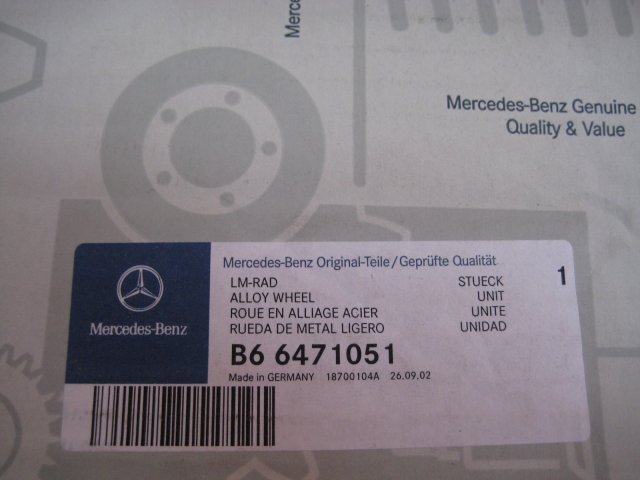 Merc
Mercedes-Benz Genuine
Quality & Value
Mercedes-Benz Original-Teile/Geprüfte Qualität
LM-RAD STUECK 1
ALLOY WHEEL UNIT
ROUE EN ALLIAGE ACIER UNITE
RUEDA DE METAL LIGERO UNIDAD
Mercedes-Benz
B6 6471051
Made in GERMANY 18700104A 26.09.02